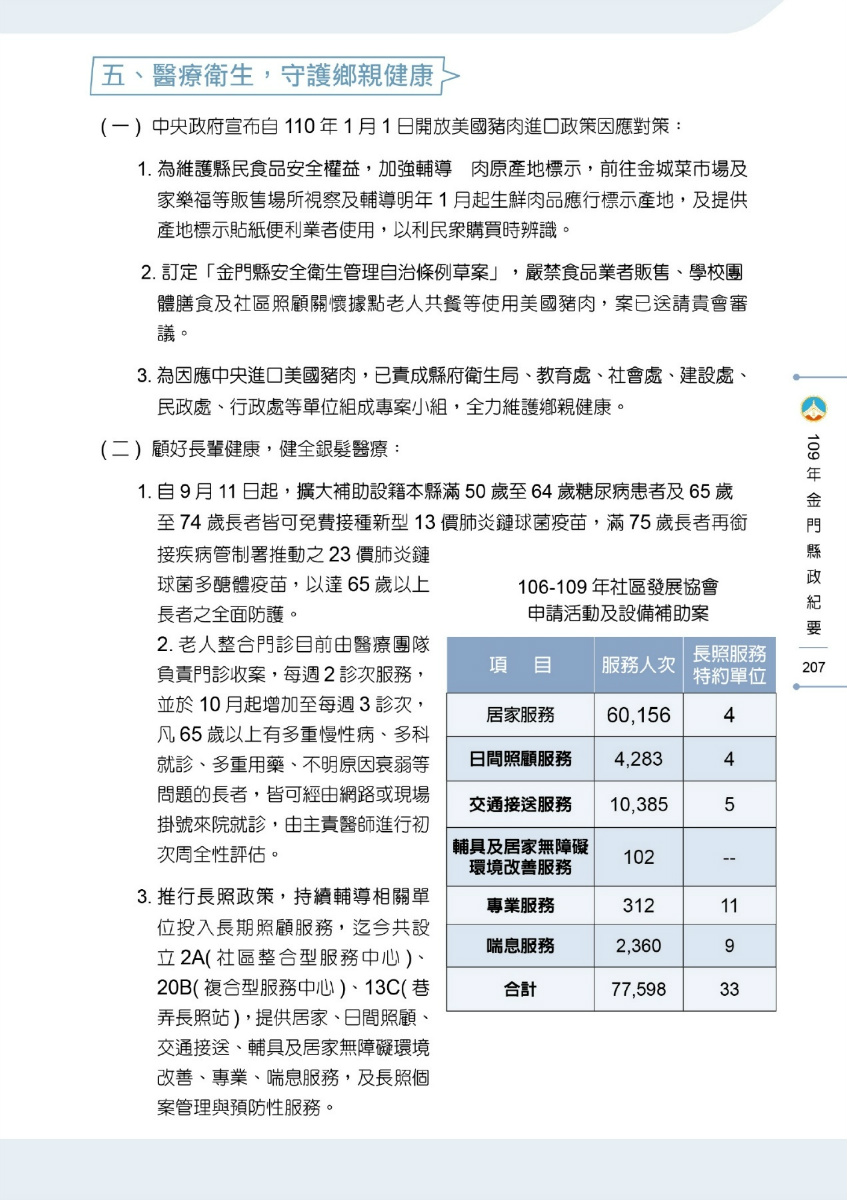 五、醫療衛生，守護鄉親健康
(一) 中央政府宣布自 110 年 1 月 1 日開放美國豬肉進口政策因應對策：
1. 為維護縣民食品安全權益，加強輔導　肉原產地標示，前往金城菜市場及
家樂福等販售場所視察及輔導明年 1 月起生鮮肉品應行標示產地，及提供
產地標示貼紙便利業者使用，以利民眾購買時辨識。
2. 訂定「金門縣安全衛生管理自治條例草案」，嚴禁食品業者販售、學校團
體膳食及社區照顧關懷據點老人共餐等使用美國豬肉，案已送請貴會審
議。
3. 為因應中央進口美國豬肉，已責成縣府衛生局、教育處、社會處、建設處、
民政處、行政處等單位組成專案小組，全力維護鄉親健康。
(二) 顧好長輩健康，健全銀髮醫療：
1. 自 9 月 11 日起，擴大補助設籍本縣滿 50 歲至 64 歲糖尿病患者及 65 歲
至 74 歲長者皆可免費接種新型 13 價肺炎鏈球菌疫苗，滿 75 歲長者再銜
接疾病管制署推動之 23 價肺炎鏈
球菌多醣體疫苗，以達 65 歲以上
長者之全面防護。
2. 老人整合門診目前由醫療團隊
負責門診收案，每週 2 診次服務，
並於 10 月起增加至每週 3 診次，
凡 65 歲以上有多重慢性病、多科
就診、多重用藥、不明原因衰弱等
問題的長者，皆可經由網路或現場
掛號來院就診，由主責醫師進行初
次周全性評估。
3. 推行長照政策，持續輔導相關單
位投入長期照顧服務，迄今共設
立 2A( 社區整合型服務中心 )、
20B( 複合型服務中心 )、13C( 巷
弄長照站 )，提供居家、日間照顧、
交通接送、輔具及居家無障礙環境
改善、專業、喘息服務，及長照個
案管理與預防性服務。
106-109 年社區發展協會
申請活動及設備補助案
項　目 服務人次 長照服務特約單位
居家服務 60,156 4
日間照顧服務 4,283 4
交通接送服務 10,385 5
輔具及居家無障礙環境改善服務 102 --
專業服務 312 11
喘息服務 2,360 9
合計 77,598 33
109年金門縣政紀要
207